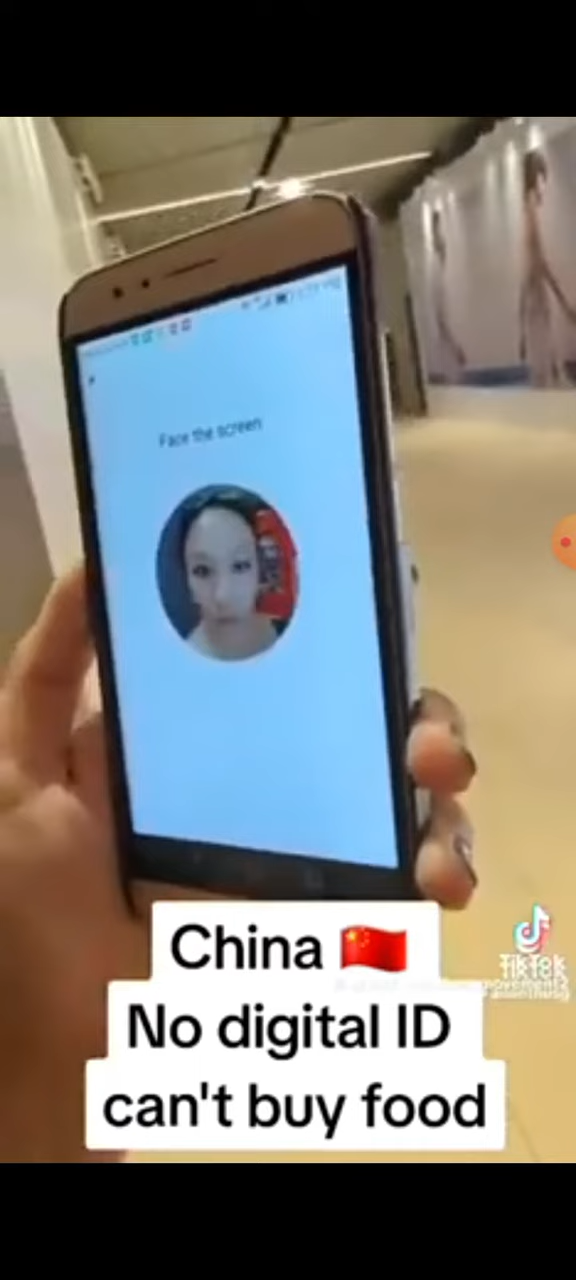 Face the screen
China 🇨🇳
No digital ID
can't buy food
TikTok